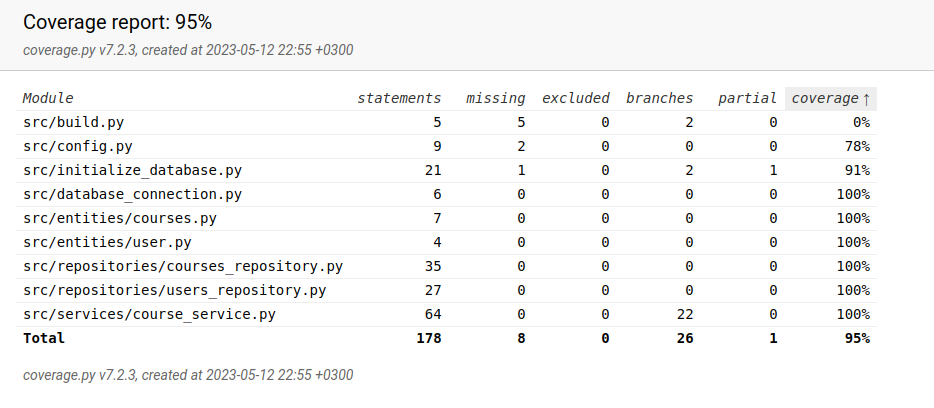 Coverage report: 95%
coverage.py v7.2.3, created at 2023-05-12 22:55 +0300
Module statements missing excluded branches partial coverage ↑
src/build.py 5 5 0 2 0 0%
src/config.py 9 2 0 0 0 78%
src/initialize_database.py 21 1 0 2 1 91%
src/database_connection.py 6 0 0 0 0 100%
src/entities/courses.py 7 0 0 0 0 100%
src/entities/user.py 4 0 0 0 0 100%
src/repositories/courses_repository.py 35 0 0 0 0 100%
src/repositories/users_repository.py 27 0 0 0 0 100%
src/services/course_service.py 64 0 0 22 0 100%
Total 178 8 0 26 1 95%
coverage.py v7.2.3, created at 2023-05-12 22:55 +0300